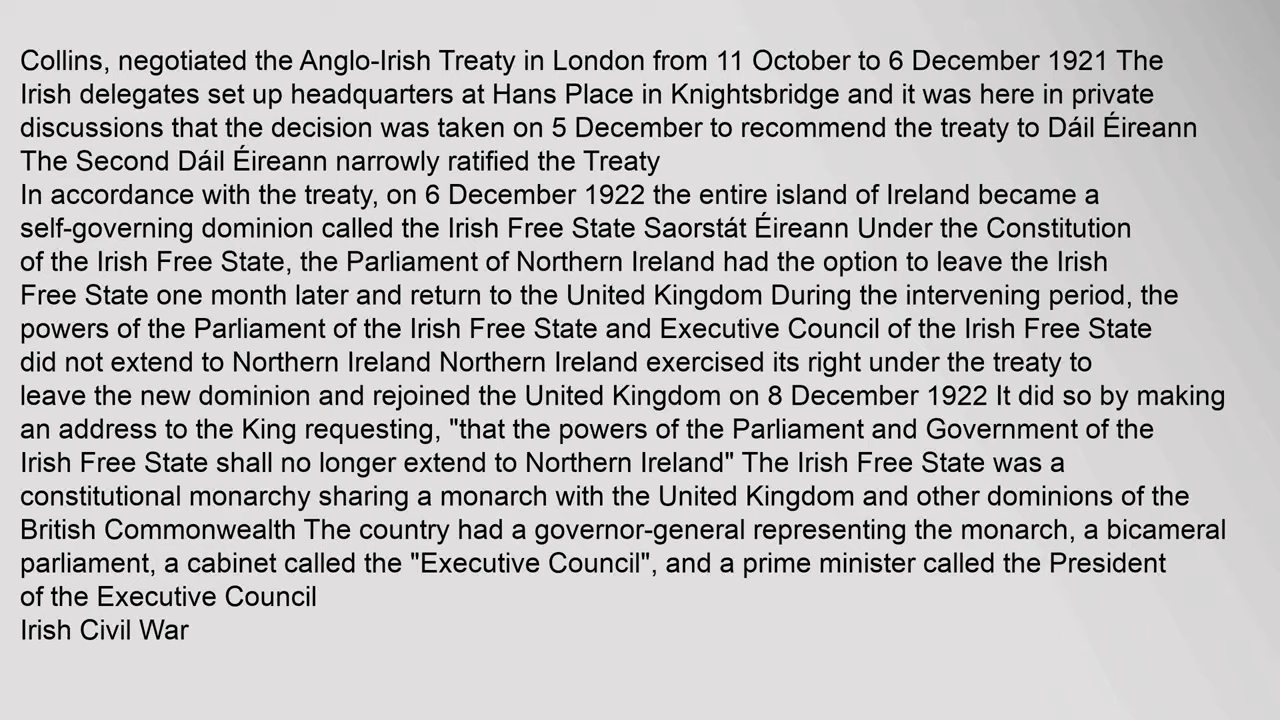 Collins, negotiated the Anglo-Irish Treaty in London from 11 October to 6 December 1921 The
Irish delegates set up headquarters at Hans Place in Knightsbridge and it was here in private
discussions that the decision was taken on 5 December to recommend the treaty to Dáil Éireann
The Second Dáil Éireann narrowly ratified the Treaty
In accordance with the treaty, on 6 December 1922 the entire island of Ireland became a
self-governing dominion called the Irish Free State Saorstát Éireann Under the Constitution
of the Irish Free State, the Parliament of Northern Ireland had the option to leave the Irish
Free State one month later and return to the United Kingdom During the intervening period, the
powers of the Parliament of the Irish Free State and Executive Council of the Irish Free State
did not extend to Northern Ireland Northern Ireland exercised its right under the treaty to
leave the new dominion and rejoined the United Kingdom on 8 December 1922 It did so by making
an address to the King requesting, "that the powers of the Parliament and Government of the
Irish Free State shall no longer extend to Northern Ireland" The Irish Free State was a
constitutional monarchy sharing a monarch with the United Kingdom and other dominions of the
British Commonwealth The country had a governor-general representing the monarch, a bicameral
parliament, a cabinet called the "Executive Council", and a prime minister called the President
of the Executive Council
Irish Civil War